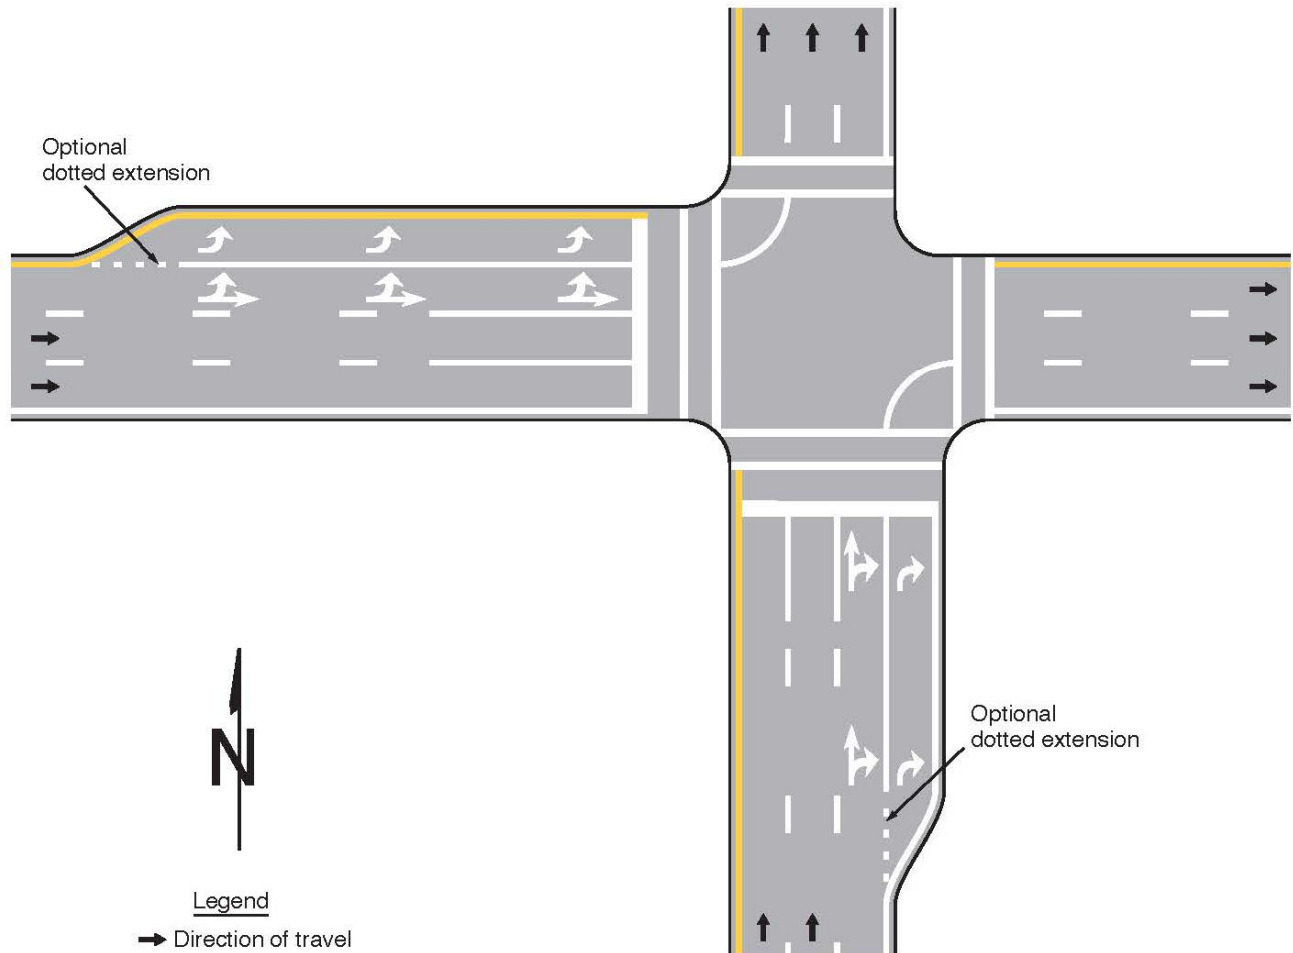 Optional
dotted extension
Optional
dotted extension
N
Legend
Direction of travel